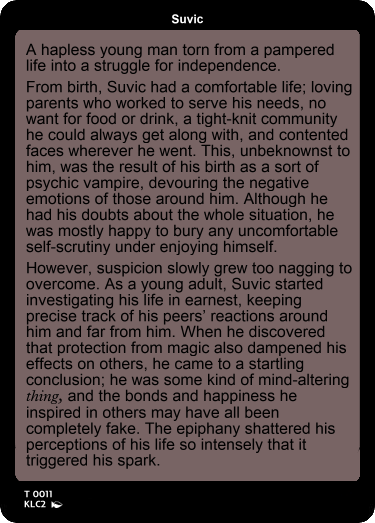 Suvic
A hapless young man torn from a pampered
life into a struggle for independence.
From birth, Suvic had a comfortable life; loving
parents who worked to serve his needs, no
want for food or drink, a tight-knit community
he could always get along with, and contented
faces wherever he went. This, unbeknownst to
him, was the result of his birth as a sort of
psychic vampire, devouring the negative
emotions of those around him. Although he
had his doubts about the whole situation, he
was mostly happy to bury any uncomfortable
self-scrutiny under enjoying himself.
However, suspicion slowly grew too nagging to
overcome. As a young adult, Suvic started
investigating his life in earnest, keeping
precise track of his peers’ reactions around
him and far from him. When he discovered
that protection from magic also dampened his
effects on others, he came to a startling
conclusion; he was some kind of mind-altering
thing, and the bonds and happiness he
inspired in others may have all been
completely fake. The epiphany shattered his
perceptions of his life so intensely that it
triggered his spark.
T 0011
KLC2